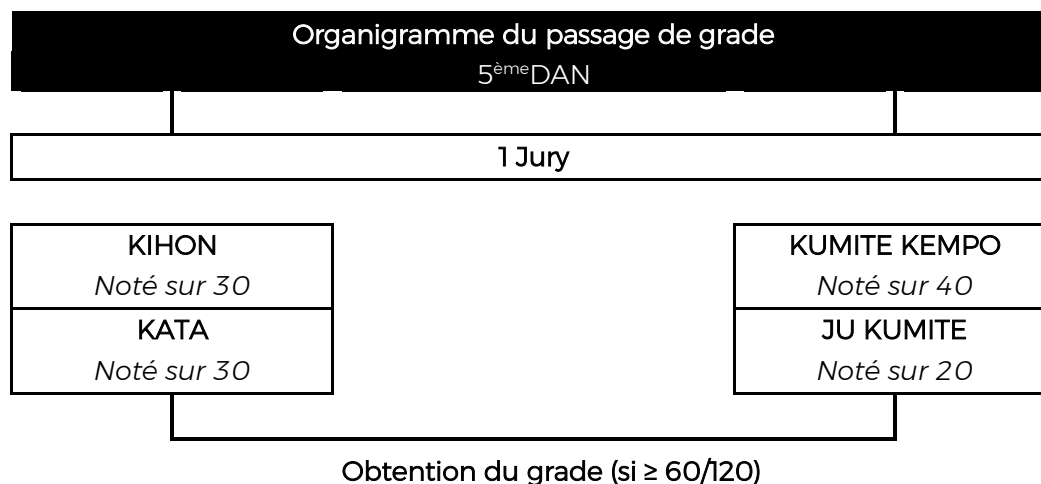 Organigramme du passage de grade
5èmeDAN
1 Jury
KIHON
Noté sur 30
KATA
Noté sur 30
KUMITE KEMPO
Noté sur 40
JU KUMITE
Noté sur 20
Obtention du grade (si ≥ 60/120)